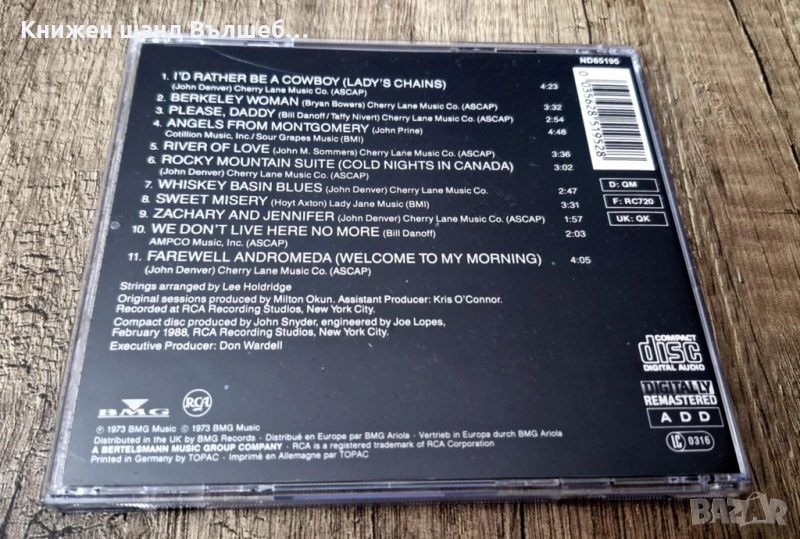 Книжен шанд Вълшеб...
ND85195
0 035628 519528
1. I'D RATHER BE A COWBOY (LADY'S CHAINS) 4:23
(John Denver) Cherry Lane Music Co. (ASCAP)
2. BERKELEY WOMAN (Bryan Bowers) Cherry Lane Music Co. (ASCAP) 3:32
3. PLEASE, DADDY (Bill Danoff/Taffy Nivert) Cherry Lane Music Co. (ASCAP) 2:54
4. ANGELS FROM MONTGOMERY (John Prine) 4:48
Cotillion Music, Inc./Sour Grapes Music (BMI)
5. RIVER OF LOVE (John M. Sommers) Cherry Lane Music Co. (ASCAP) 3:36
6. ROCKY MOUNTAIN SUITE (COLD NIGHTS IN CANADA) 3:02
(John Denver) Cherry Lane Music Co. (ASCAP)
7. WHISKEY BASIN BLUES (John Denver) Cherry Lane Music Co. 2:47
8. SWEET MISERY (Hoyt Axton) Lady Jane Music (BMI) 3:31
9. ZACHARY AND JENNIFER (John Denver) Cherry Lane Music Co. (ASCAP) 1:57
10. WE DON'T LIVE HERE NO MORE (Bill Danoff) 2:03
AMPCO Music, Inc. (ASCAP)
11. FAREWELL ANDROMEDA (WELCOME TO MY MORNING) 4:05
(John Denver) Cherry Lane Music Co. (ASCAP)
D: QM
F: RC720
UK: QK
Strings arranged by Lee Holdridge
Original sessions produced by Milton Okun. Assistant Producer: Kris O'Connor.
Recorded at RCA Recording Studios, New York City.
Compact disc produced by John Snyder, engineered by Joe Lopes,
February 1988, RCA Recording Studios, New York City.
Executive Producer: Don Wardell
COMPACT
disc
DIGITAL AUDIO
DIGITALLY
REMASTERED
ADD
LC 0316
BMG
RCA
℗ 1973 BMG Music © 1973 BMG Music
Distributed in the UK by BMG Records · Distribué en Europe par BMG Ariola · Vertrieb in Europa durch BMG Ariola
A BERTELSMANN MUSIC GROUP COMPANY · RCA is a registered trademark of RCA Corporation
Printed in Germany by TOPAC · Imprimé en Allemagne par TOPAC
BAZAR